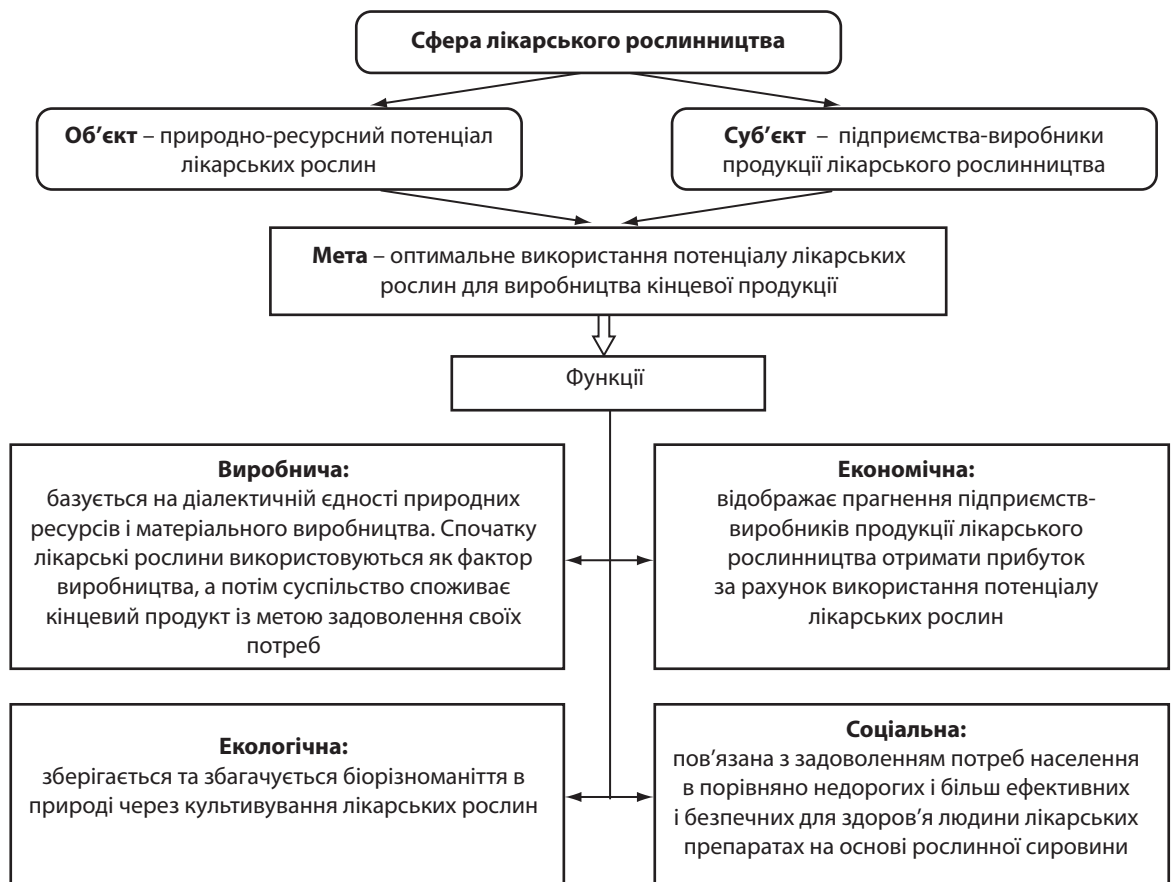 Сфера лікарського рослинництва
Об’єкт – природно-ресурсний потенціал
лікарських рослин
Суб’єкт – підприємства-виробники
продукції лікарського рослинництва
Мета – оптимальне використання потенціалу лікарських
рослин для виробництва кінцевої продукції
Функції
Виробнича:
базується на діалектичній єдності природних
ресурсів і матеріального виробництва. Спочатку
лікарські рослини використовуються як фактор
виробництва, а потім суспільство споживає
кінцевий продукт із метою задоволення своїх
потреб
Економічна:
відображає прагнення підприємств-
виробників продукції лікарського
рослинництва отримати прибуток
за рахунок використання потенціалу
лікарських рослин
Екологічна:
зберігається та збагачується біорізноманіття в
природі через культивування лікарських рослин
Соціальна:
пов’язана з задоволенням потреб населення
в порівняно недорогих і більш ефективних
і безпечних для здоров’я людини лікарських
препаратах на основі рослинної сировини